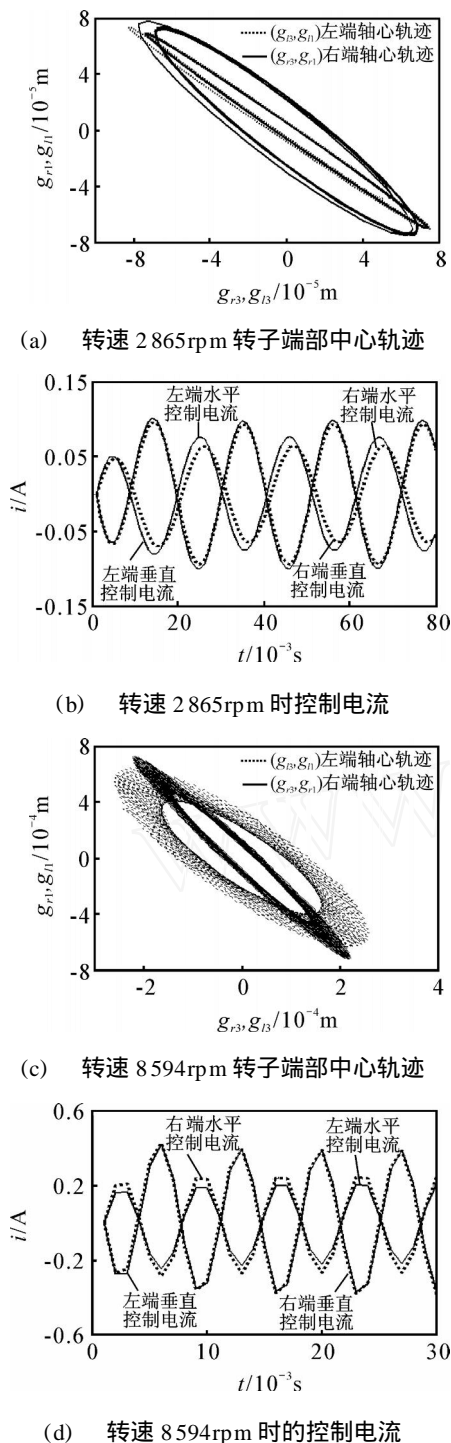 8
4
0
-4
-8
g_{r1},g_{l1}/10^{-5}m
(g_{l3},g_{l1})左端轴心轨迹
(g_{r3},g_{r1})右端轴心轨迹
-8 -4 0 4 8
g_{r3},g_{l3}/10^{-5}m
(a) 转速 2865rpm 转子端部中心轨迹
0.15
0.05
-0.05
-0.15
i/A
左端水平
控制电流
右端水平
控制电流
左端垂直
控制电流
右端垂直
控制电流
0 20 40 60 80
t/10^{-3}s
(b) 转速 2865rpm 时控制电流
8
4
0
-4
-8
g_{r1},g_{l1}/10^{-4}m
(g_{l3},g_{l1})左端轴心轨迹
(g_{r3},g_{r1})右端轴心轨迹
-2 0 2 4
g_{r3},g_{l3}/10^{-4}m
(c) 转速 8594rpm 转子端部中心轨迹
0.6
0.2
-0.2
-0.6
i/A
右端水平
控制电流
左端水平
控制电流
左端垂直
控制电流
右端垂直
控制电流
0 10 20 30
t/10^{-3}s
(d) 转速 8594rpm 时的控制电流